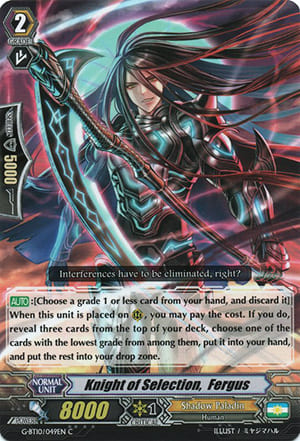 2
GRADE
SHIELD
5000
Interferences have to be eliminated, right?
AUTO:[Choose a grade 1 or less card from your hand, and discard it]
When this unit is placed on , you may pay the cost. If you do,
reveal three cards from the top of your deck, choose one of the
cards with the lowest grade from among them, put it into your hand,
and put the rest into your drop zone.
NORMAL
UNIT
Knight of Selection, Fergus
POWER
8000
1
CRITICAL
Shadow Paladin
Human
G-BT10/049EN C
ILLUST / ミヤジマハル